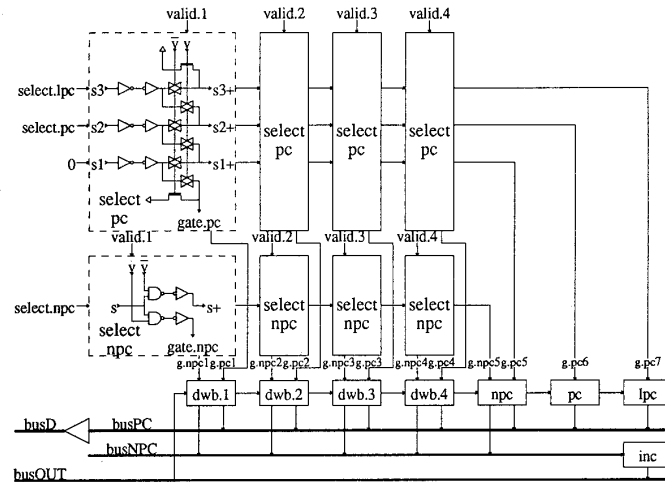 valid.1 valid.2 valid.3 valid.4
v v
select.lpc s3 s3+
select.pc s2 s2+
0 s1 s1+
select pc select pc select pc
select
pc
gate.pc
valid.1 valid.2 valid.3 valid.4
v v
select.npc s s+
select npc select npc select npc
select
npc
gate.npc
g.npc1 g.pc1 g.npc2 g.pc2 g.npc3 g.pc3 g.npc4 g.pc4 g.npc5 g.pc5 g.pc6 g.pc7
dwb.1 dwb.2 dwb.3 dwb.4 npc pc lpc
busD busPC
busNPC
inc
busOUT